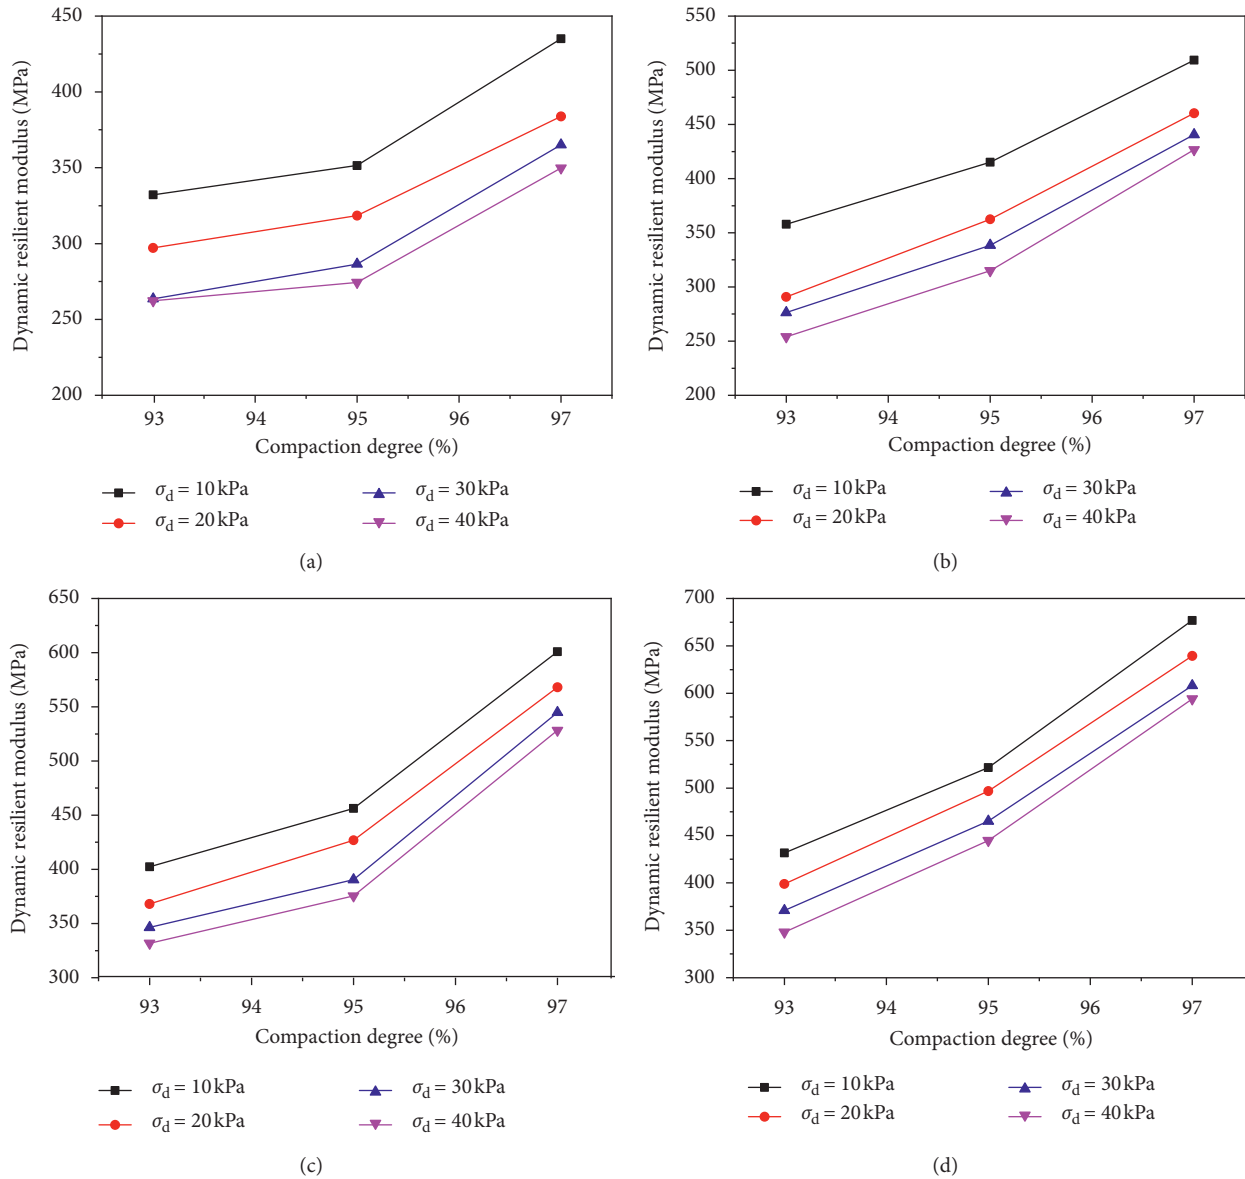 Dynamic resilient modulus (MPa)
450
400
350
300
250
200
93 94 95 96 97
Compaction degree (%)
σd = 10 kPa σd = 30 kPa
σd = 20 kPa σd = 40 kPa
(a)
Dynamic resilient modulus (MPa)
550
500
450
400
350
300
250
200
93 94 95 96 97
Compaction degree (%)
σd = 10 kPa σd = 30 kPa
σd = 20 kPa σd = 40 kPa
(b)
Dynamic resilient modulus (MPa)
650
600
550
500
450
400
350
300
93 94 95 96 97
Compaction degree (%)
σd = 10 kPa σd = 30 kPa
σd = 20 kPa σd = 40 kPa
(c)
Dynamic resilient modulus (MPa)
700
650
600
550
500
450
400
350
300
93 94 95 96 97
Compaction degree (%)
σd = 10 kPa σd = 30 kPa
σd = 20 kPa σd = 40 kPa
(d)